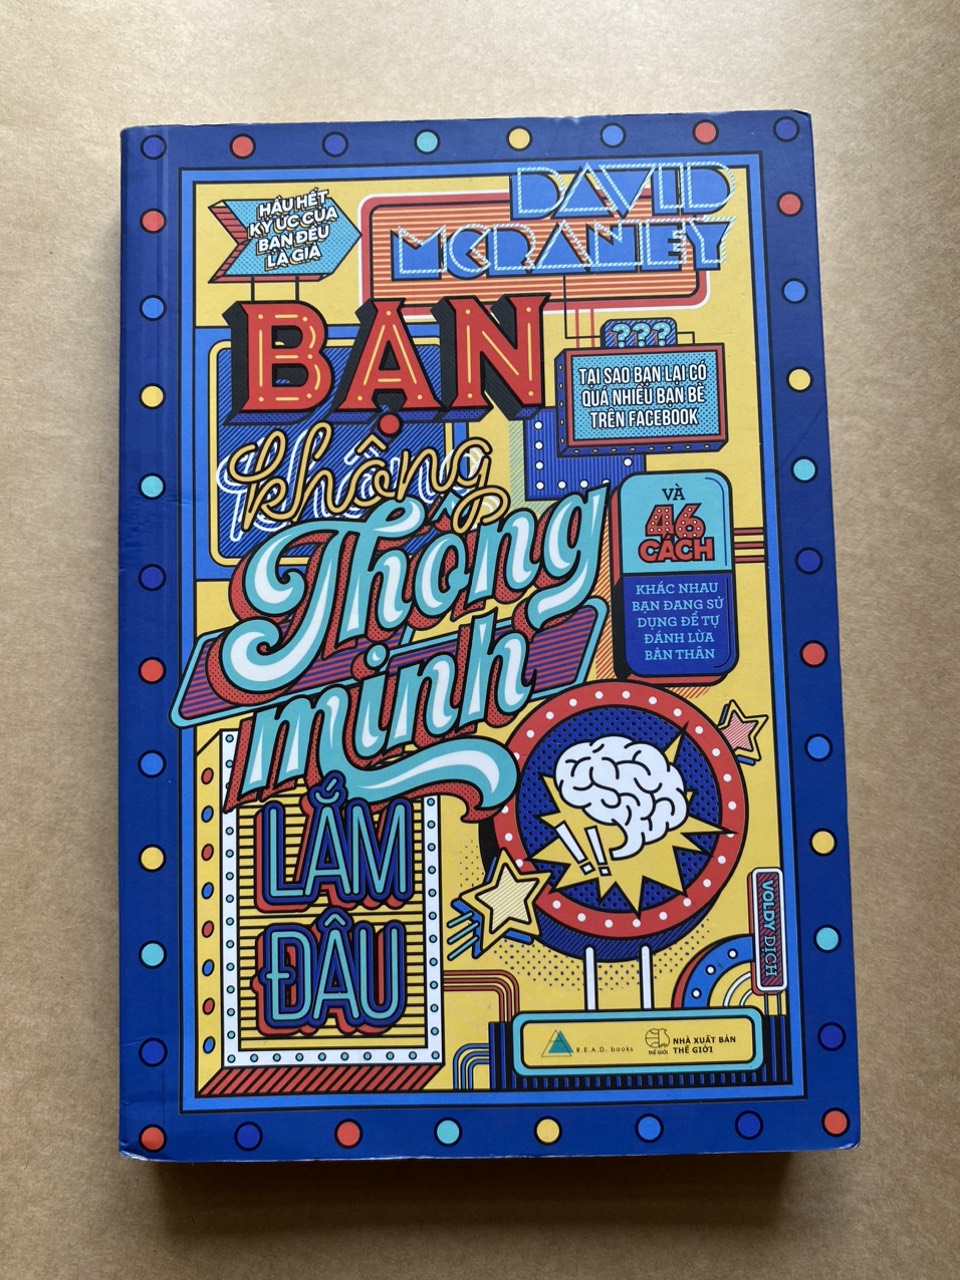 DAVID
MCRANEY
HẦU HẾT
KÝ ỨC CỦA
BẠN ĐỀU
LÀ GIẢ
BẠN
không
Thông
minh
LẮM
ĐÂU
???
TẠI SAO BẠN LẠI CÓ
QUÁ NHIỀU BẠN BÈ
TRÊN FACEBOOK
VÀ
46
CÁCH
KHÁC NHAU
BẠN ĐANG SỬ
DỤNG ĐỂ TỰ
ĐÁNH LỪA
BẢN THÂN
!!
VOLDY DỊCH
R.E.A.D. books
THẾ GIỚI
NHÀ XUẤT BẢN
THẾ GIỚI